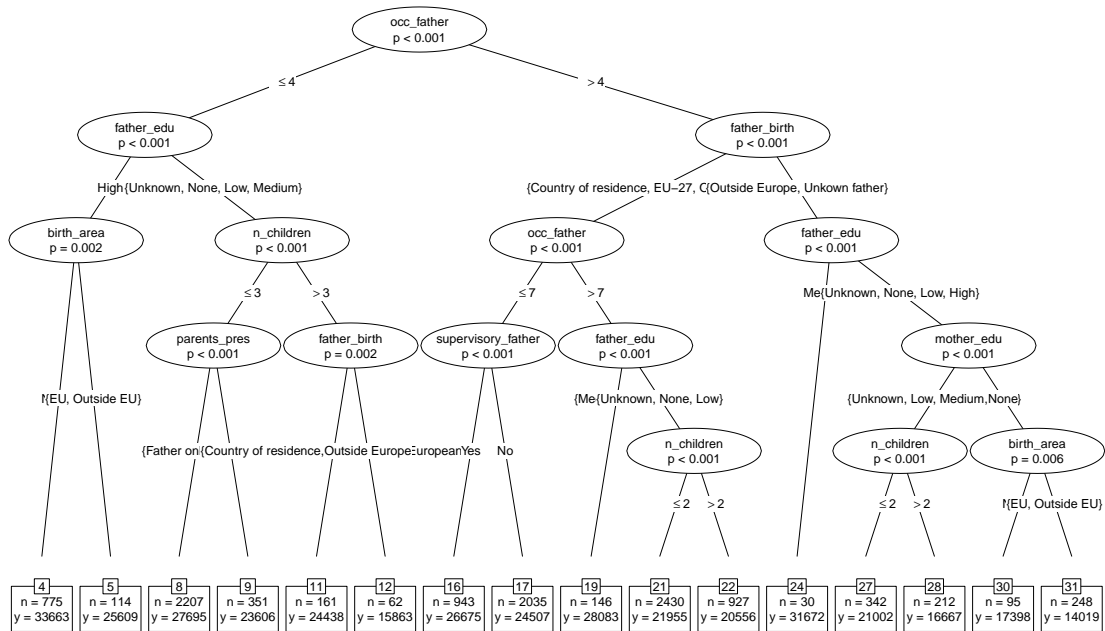 occ_father
p < 0.001
≤ 4
> 4
father_edu
p < 0.001
father_birth
p < 0.001
High
{Unknown, None, Low, Medium}
{Country of residence, EU−27,
{Outside Europe, Unkown father}
birth_area
p = 0.002
n_children
p < 0.001
occ_father
p < 0.001
father_edu
p < 0.001
≤ 3
> 3
≤ 7
> 7
{Unknown, None, Low, High}
parents_pres
p < 0.001
father_birth
p = 0.002
supervisory_father
p < 0.001
father_edu
p < 0.001
mother_edu
p < 0.001
{EU, Outside EU}
{Unknown, None, Low}
{Unknown, Low, Medium,
None}
n_children
p < 0.001
n_children
p < 0.001
birth_area
p = 0.006
{Father
{Country of residence,
Outside
Yes
No
≤ 2
> 2
≤ 2
> 2
{EU, Outside EU}
4
n = 775
y = 33663
5
n = 114
y = 25609
8
n = 2207
y = 27695
9
n = 351
y = 23606
11
n = 161
y = 24438
12
n = 62
y = 15863
16
n = 943
y = 26675
17
n = 2035
y = 24507
19
n = 146
y = 28083
21
n = 2430
y = 21955
22
n = 927
y = 20556
24
n = 30
y = 31672
27
n = 342
y = 21002
28
n = 212
y = 16667
30
n = 95
y = 17398
31
n = 248
y = 14019